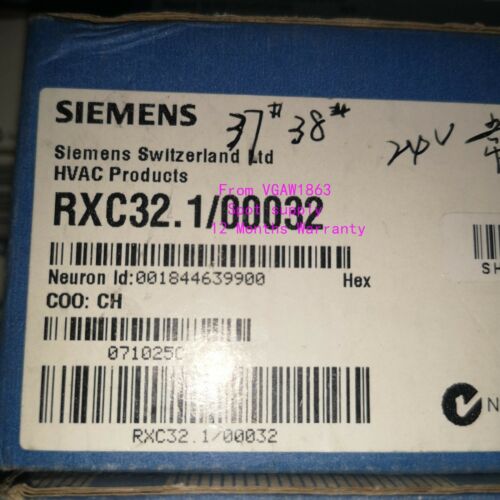 SIEMENS
37# 38#
240V
Siemens Switzerland Ltd
HVAC Products
From VGAW1863
RXC32.1/00032
Spot supply
12 Months Warranty
Neuron Id:001844639900 Hex
SH
COO: CH
071025C
N
RXC32.1/00032